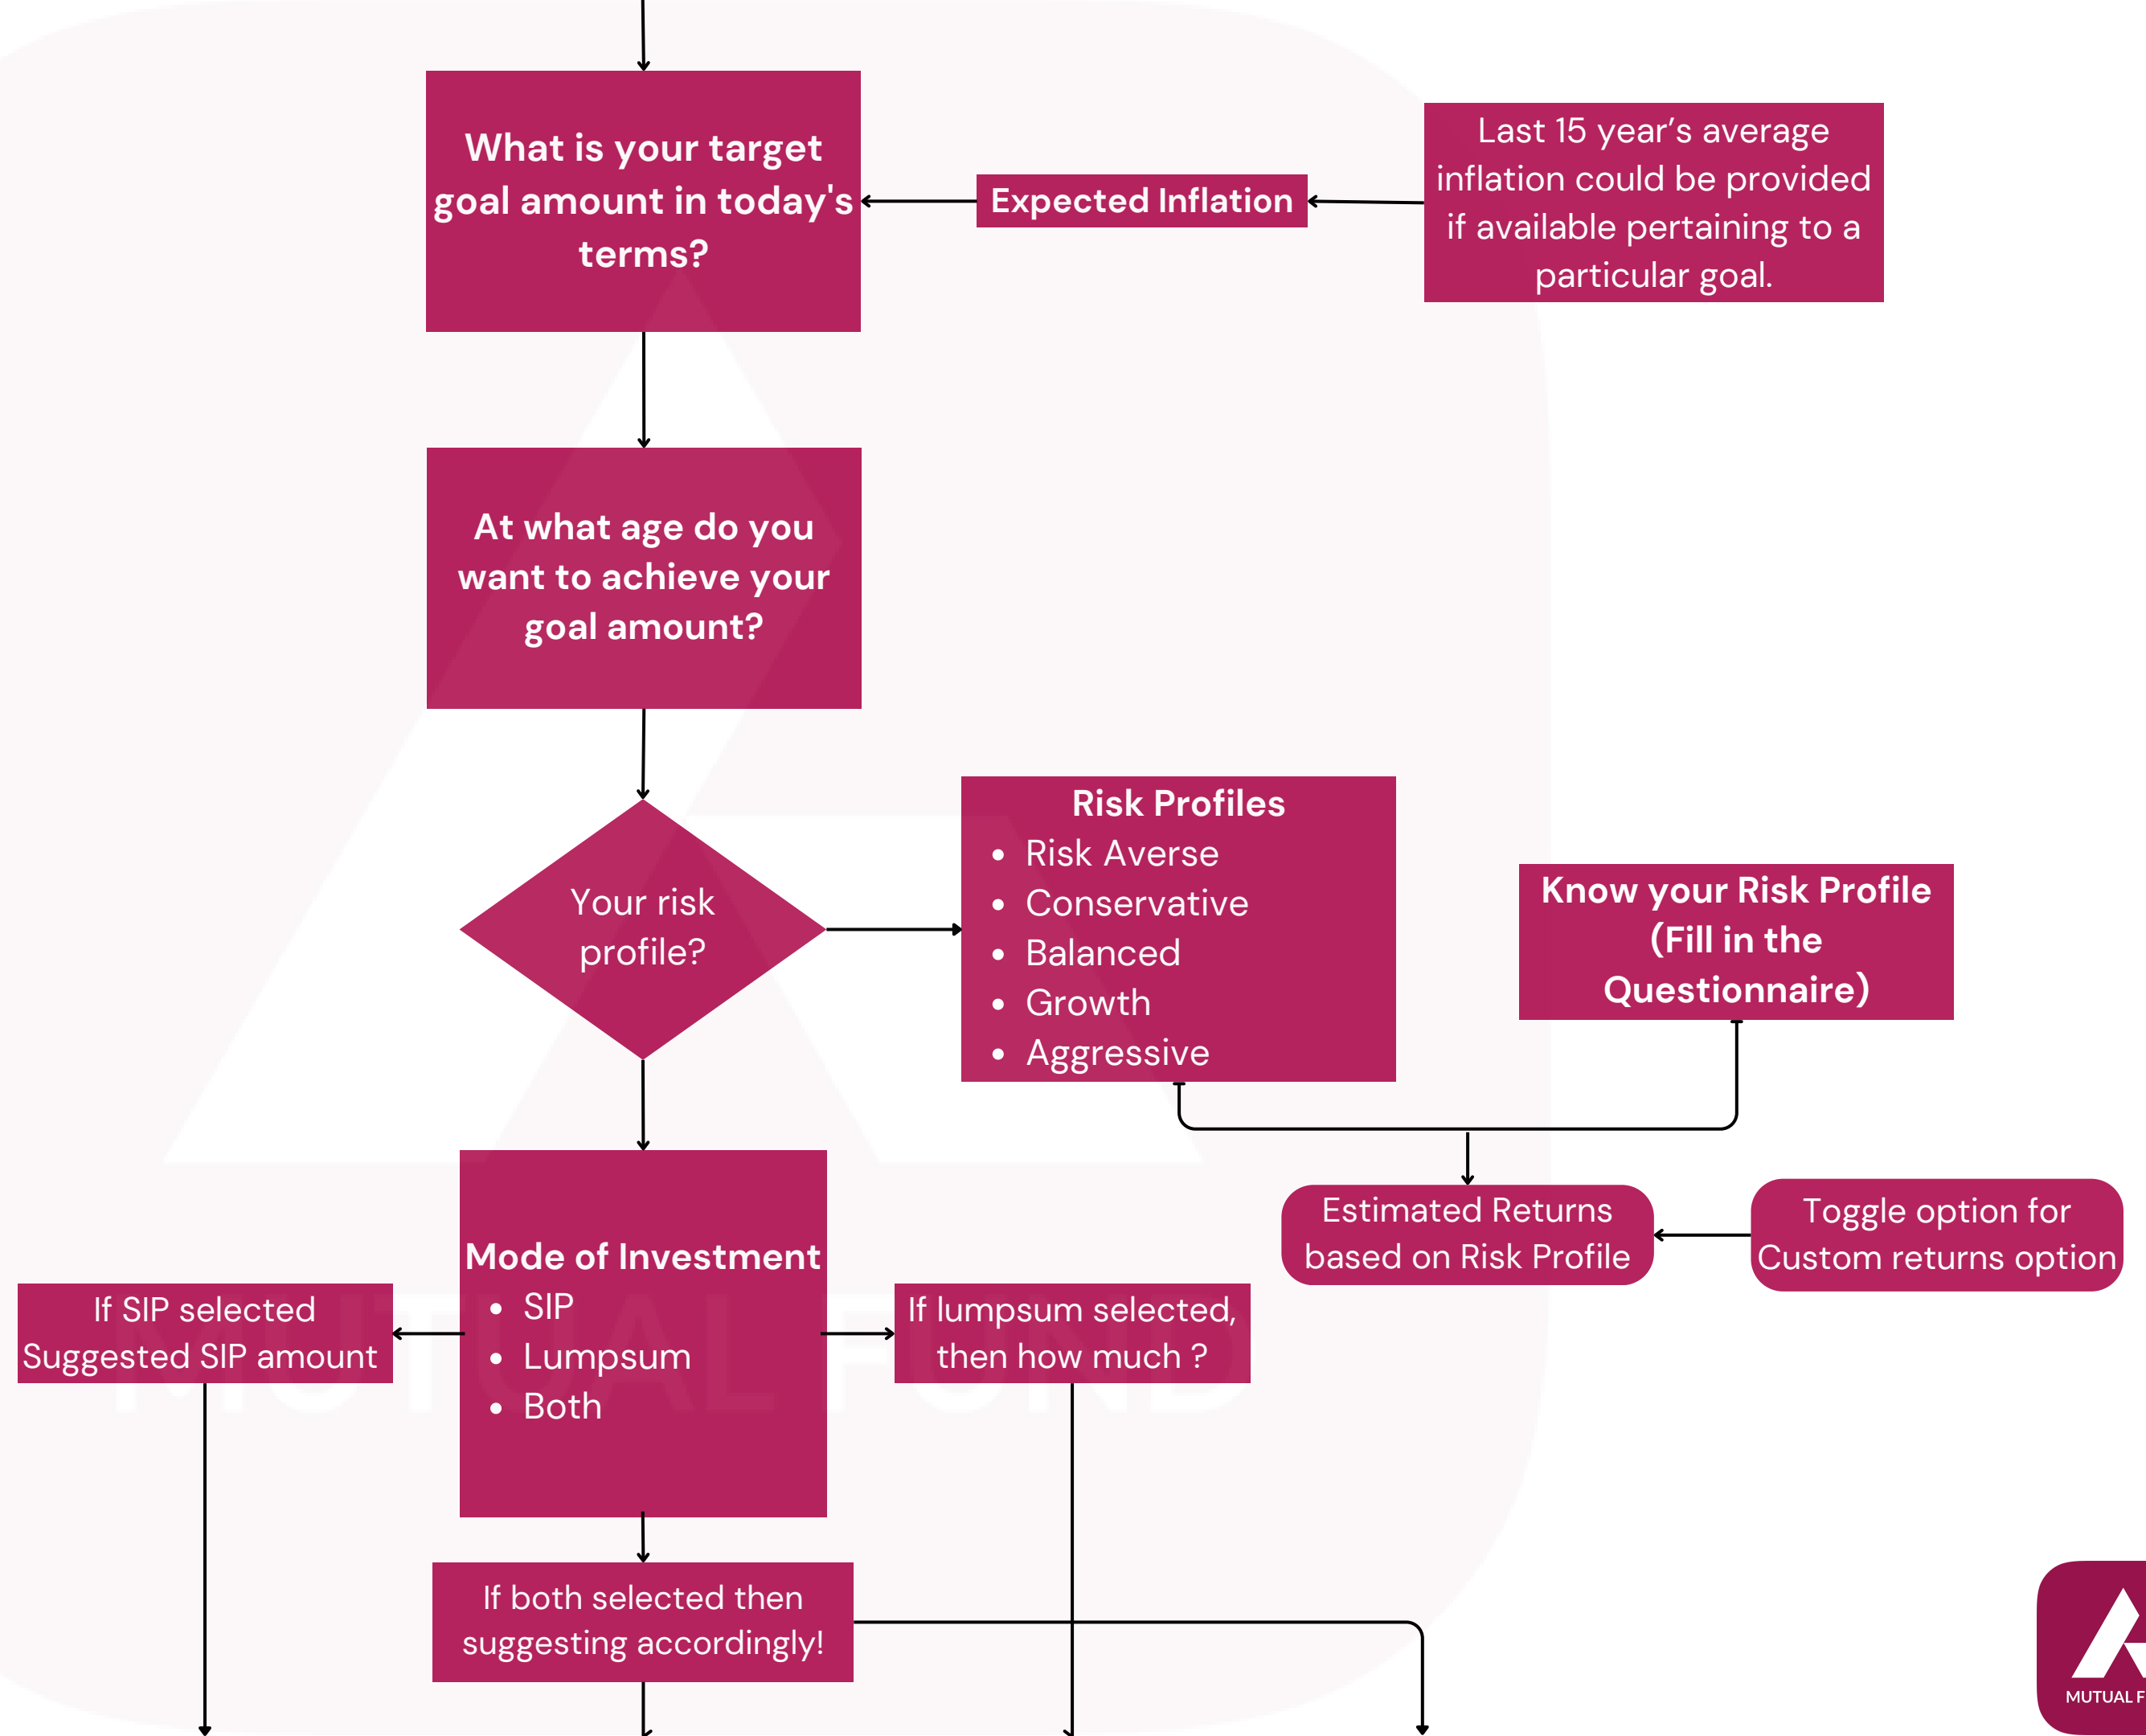 What is your target
goal amount in today's
terms?
Expected Inflation
Last 15 year’s average
inflation could be provided
if available pertaining to a
particular goal.
At what age do you
want to achieve your
goal amount?
Your risk
profile?
Risk Profiles
• Risk Averse
• Conservative
• Balanced
• Growth
• Aggressive
Know your Risk Profile
(Fill in the
Questionnaire)
Estimated Returns
based on Risk Profile
Toggle option for
Custom returns option
Mode of Investment
• SIP
• Lumpsum
• Both
If SIP selected
Suggested SIP amount
If lumpsum selected,
then how much ?
If both selected then
suggesting accordingly!
MUTUAL FUND
MUTUAL F